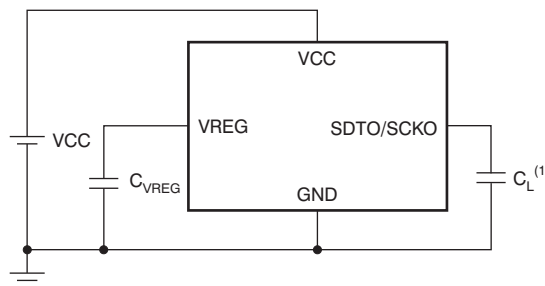 VCC
VCC
VREG
SDTO/SCKO
C_VREG
C_L^(1
GND